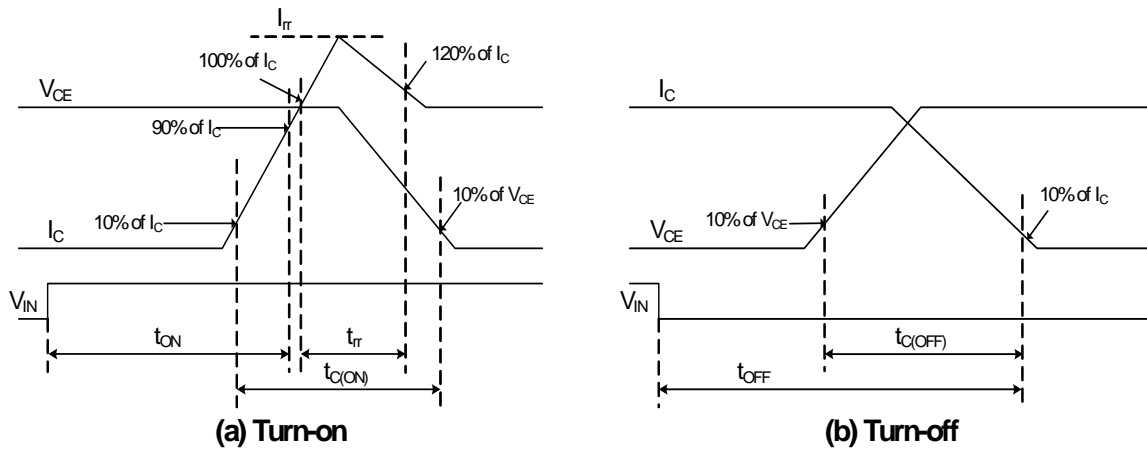 Irr
100% of IC
120% of IC
VCE
90% of IC
10% of IC
10% of VCE
IC
VIN
tON
trr
tC(ON)
(a) Turn-on
IC
10% of VCE
10% of IC
VCE
VIN
tC(OFF)
tOFF
(b) Turn-off